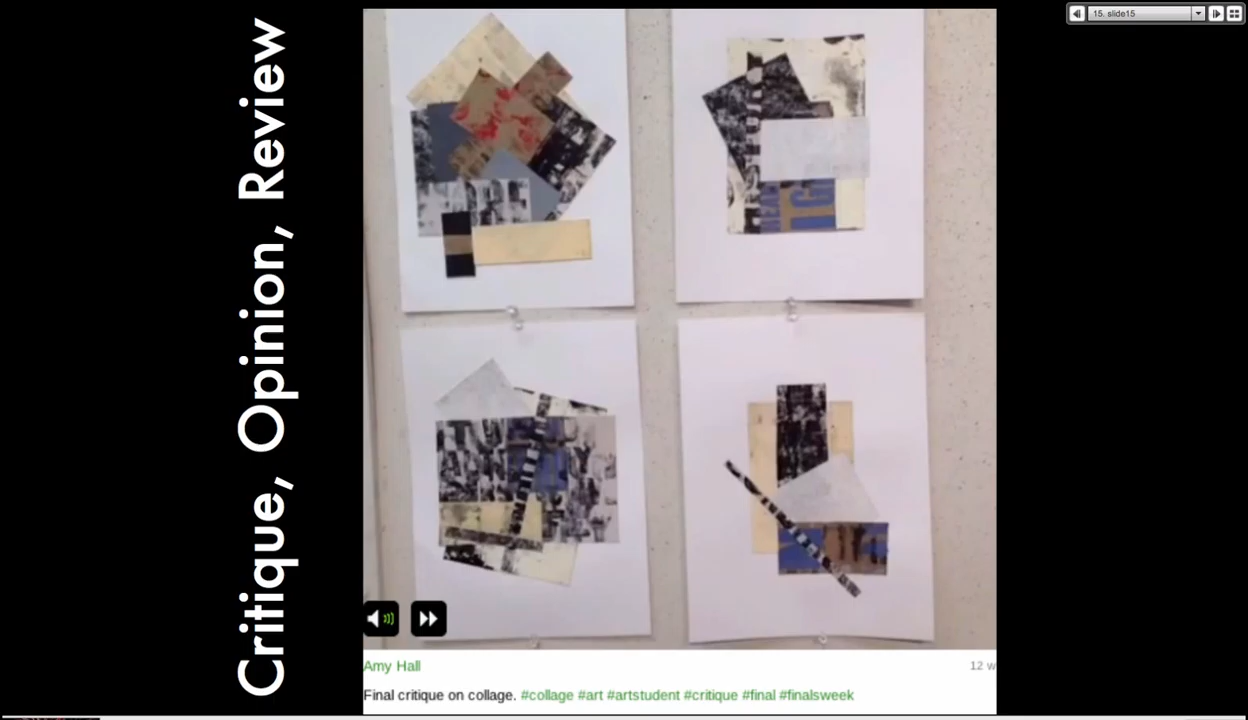 15. slide15
Critique, Opinion, Review
Amy Hall
12 w
Final critique on collage. #collage #art #artstudent #critique #final #finalsweek